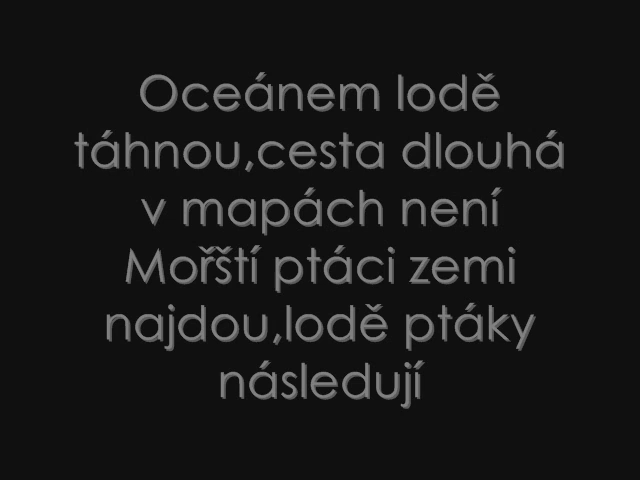 Oceánem lodě
táhnou,cesta dlouhá
v mapách není
Mořští ptáci zemi
najdou,lodě ptáky
následují